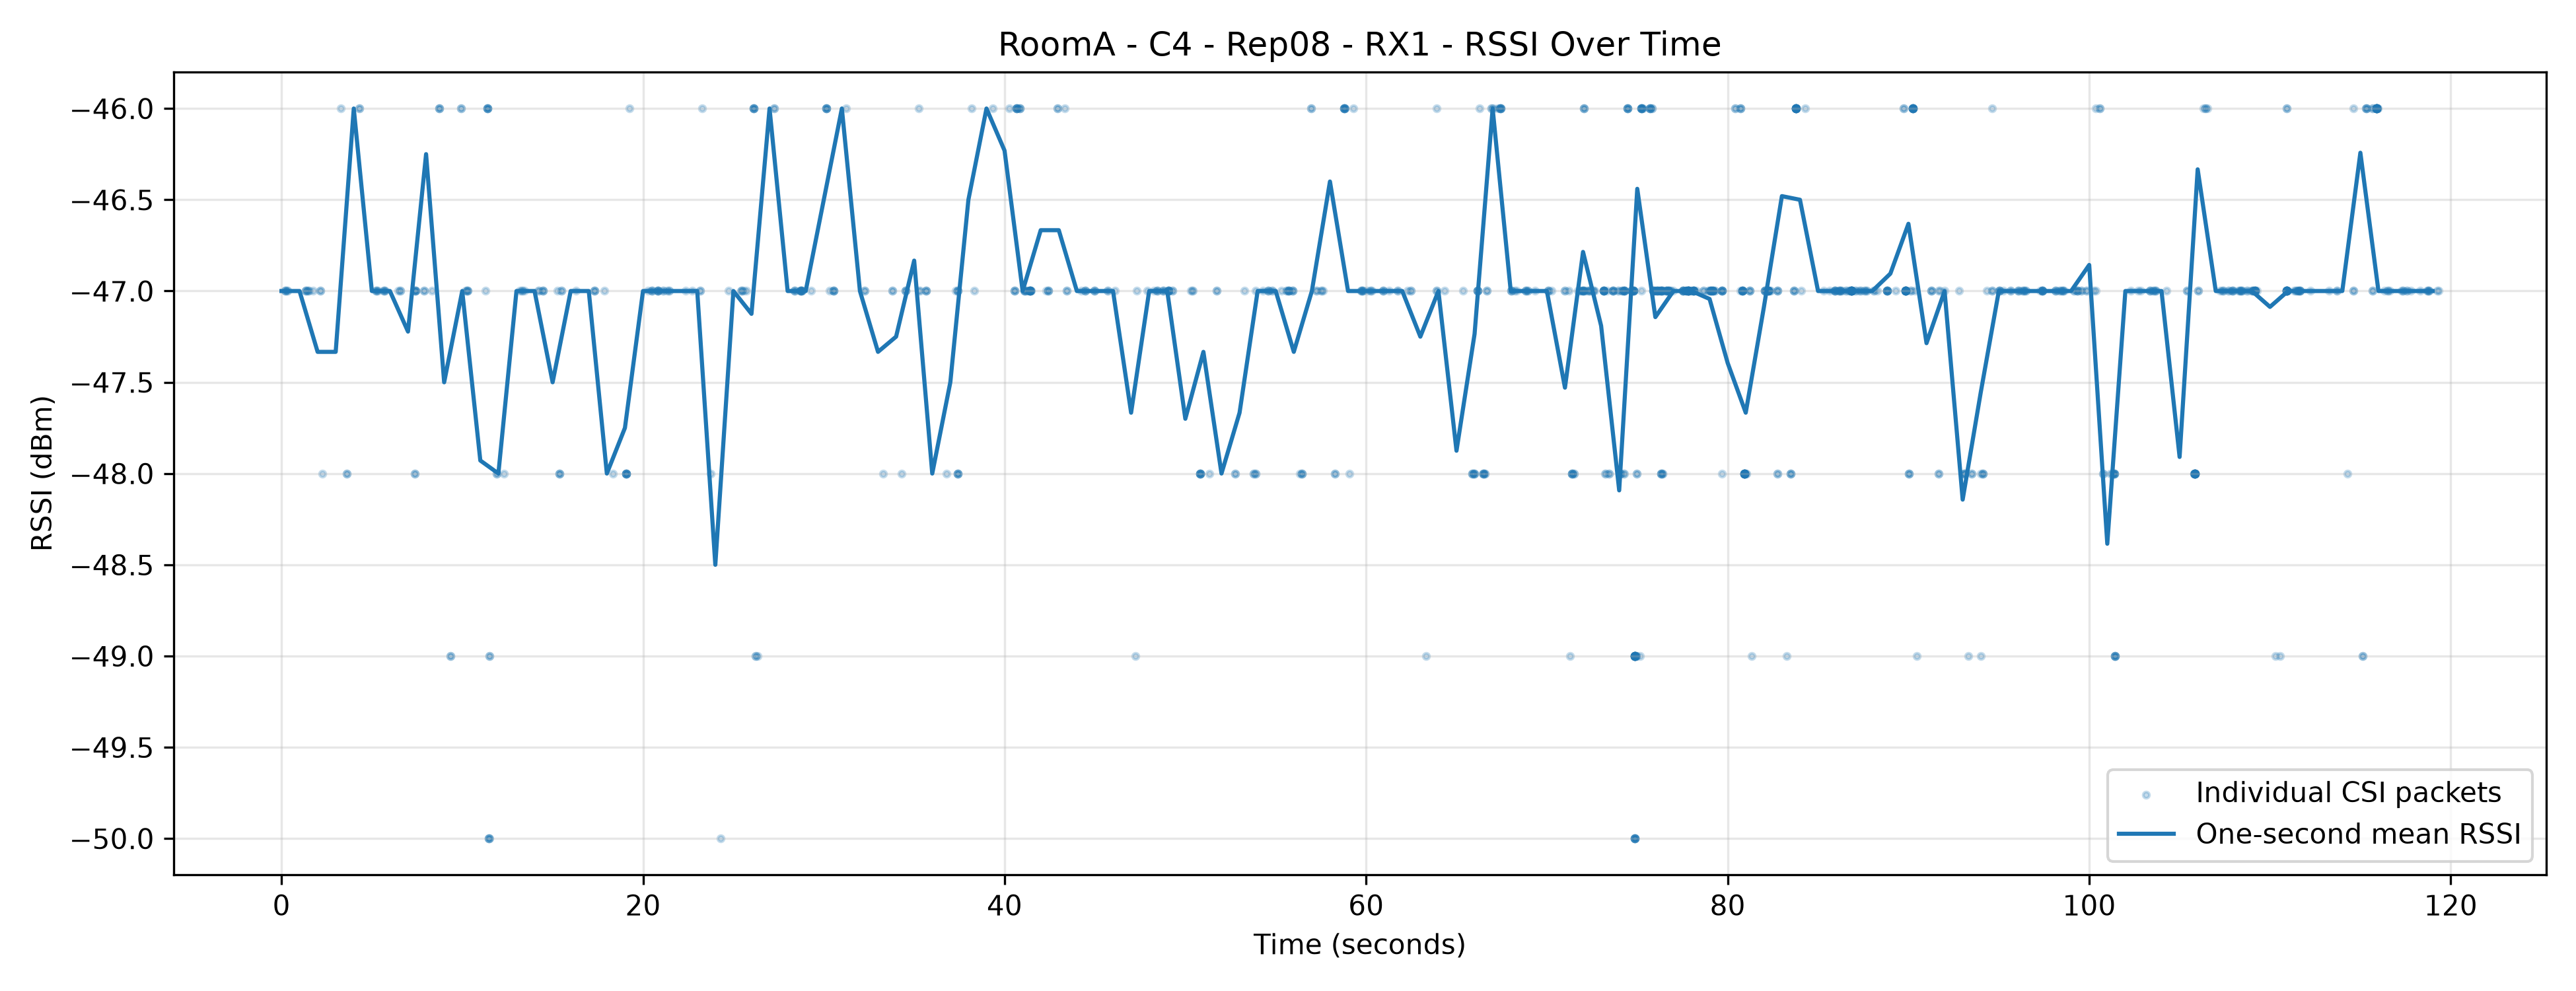 RoomA - C4 - Rep08 - RX1 - RSSI Over Time
RSSI (dBm)
−46.0
−46.5
−47.0
−47.5
−48.0
−48.5
−49.0
−49.5
−50.0
Individual CSI packets
One-second mean RSSI
0 20 40 60 80 100 120
Time (seconds)